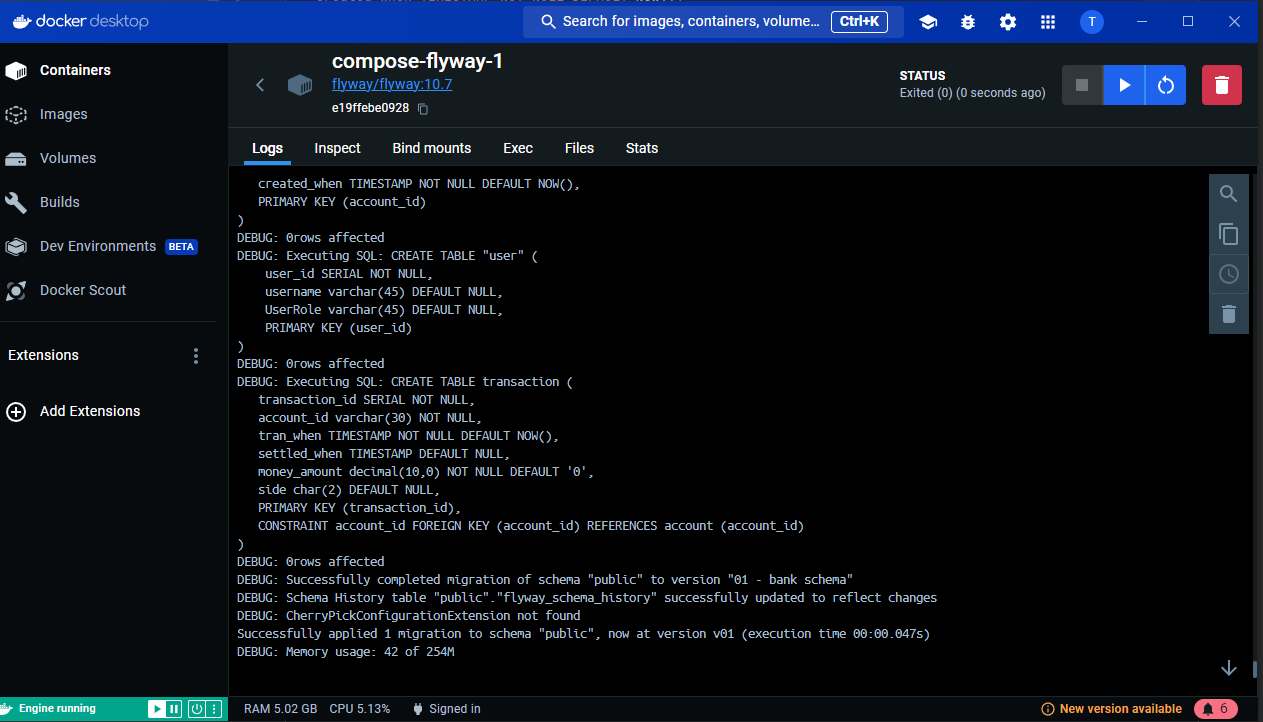 docker desktop
Search for images, containers, volume...
Ctrl+K
T
Containers
Images
Volumes
Builds
Dev Environments BETA
Docker Scout
Extensions
Add Extensions
compose-flyway-1
flyway/flyway:10.7
e19ffebe0928
STATUS
Exited (0) (0 seconds ago)
Logs Inspect Bind mounts Exec Files Stats
created_when TIMESTAMP NOT NULL DEFAULT NOW(),
PRIMARY KEY (account_id)
)
DEBUG: 0rows affected
DEBUG: Executing SQL: CREATE TABLE "user" (
user_id SERIAL NOT NULL,
username varchar(45) DEFAULT NULL,
UserRole varchar(45) DEFAULT NULL,
PRIMARY KEY (user_id)
)
DEBUG: 0rows affected
DEBUG: Executing SQL: CREATE TABLE transaction (
transaction_id SERIAL NOT NULL,
account_id varchar(30) NOT NULL,
tran_when TIMESTAMP NOT NULL DEFAULT NOW(),
settled_when TIMESTAMP DEFAULT NULL,
money_amount decimal(10,0) NOT NULL DEFAULT '0',
side char(2) DEFAULT NULL,
PRIMARY KEY (transaction_id),
CONSTRAINT account_id FOREIGN KEY (account_id) REFERENCES account (account_id)
)
DEBUG: 0rows affected
DEBUG: Successfully completed migration of schema "public" to version "01 - bank schema"
DEBUG: Schema History table "public"."flyway_schema_history" successfully updated to reflect changes
DEBUG: CherryPickConfigurationExtension not found
Successfully applied 1 migration to schema "public", now at version v01 (execution time 00:00.047s)
DEBUG: Memory usage: 42 of 254M
Engine running
RAM 5.02 GB CPU 5.13% Signed in
New version available
6